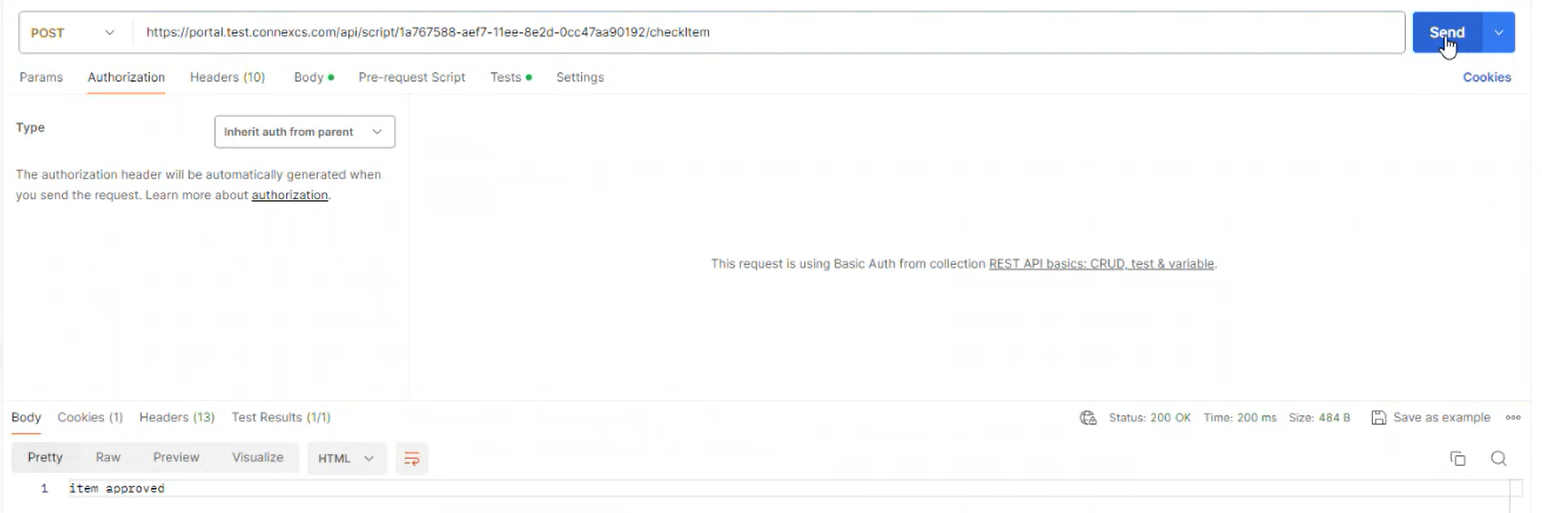 POST https://portal.test.connexcs.com/api/script/1a767588-aef7-11ee-8e2d-0cc47aa90192/checkItem Send
Params Authorization Headers (10) Body Pre-request Script Tests Settings Cookies
Type Inherit auth from parent
The authorization header will be automatically generated when
you send the request. Learn more about authorization.
This request is using Basic Auth from collection REST API basics: CRUD, test & variable.
Body Cookies (1) Headers (13) Test Results (1/1) Status: 200 OK Time: 200 ms Size: 484 B Save as example
Pretty Raw Preview Visualize HTML
1 item approved